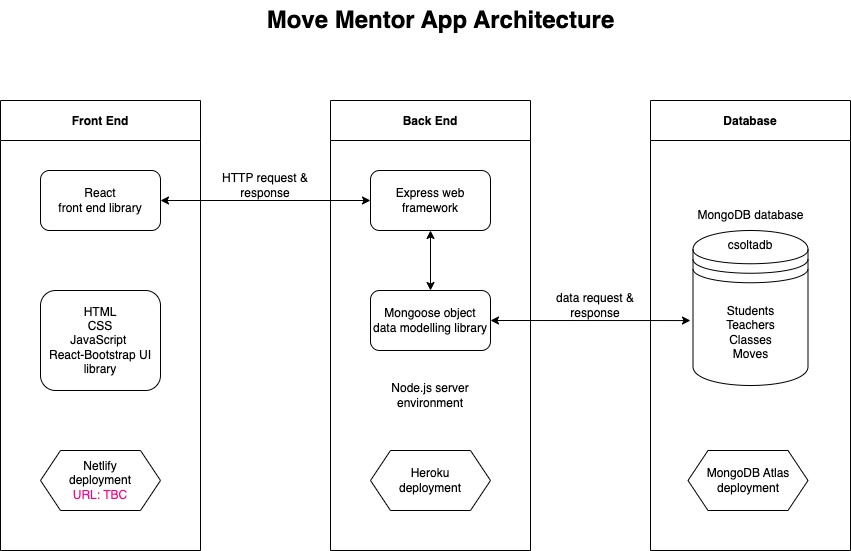 Move Mentor App Architecture
Front End
React
front end library
HTML
CSS
JavaScript
React-Bootstrap UI
library
Netlify
deployment
URL: TBC
HTTP request &
response
Back End
Express web
framework
Mongoose object
data modelling library
Node.js server
environment
Heroku
deployment
data request &
response
Database
MongoDB database
csoltadb
Students
Teachers
Classes
Moves
MongoDB Atlas
deployment